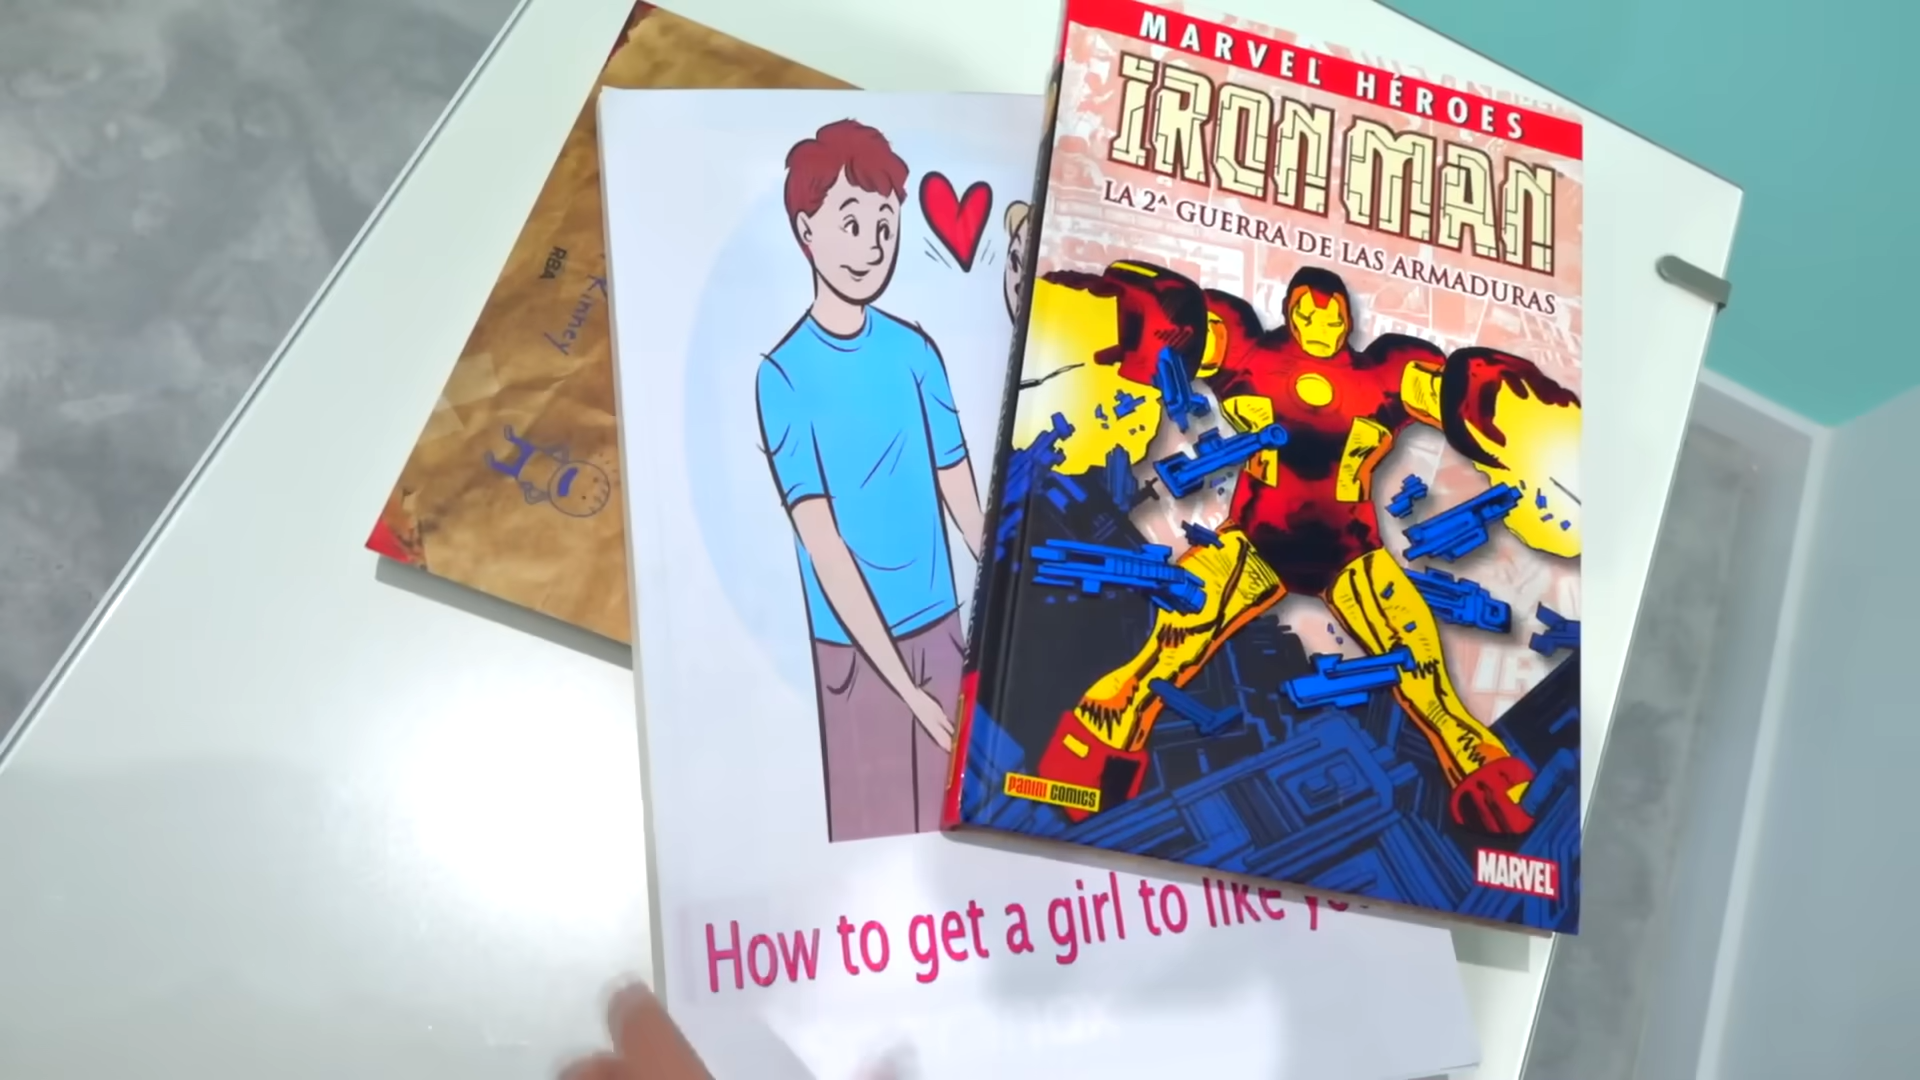 MARVEL HÉROES
IRON MAN
LA 2ª GUERRA DE LAS ARMADURAS
RBA
Kinney
PANINI COMICS
MARVEL
How to get a girl to like